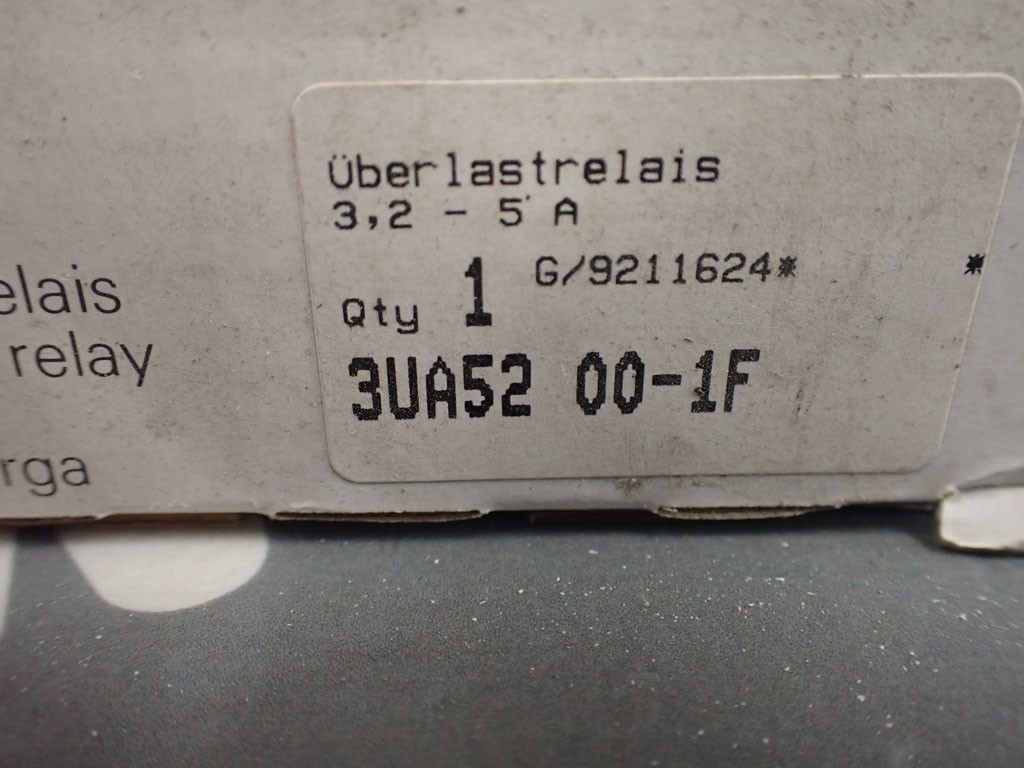 Überlastrelais
3,2 - 5 A
G/9211624* *
Qty 1
3UA52 00-1F
elais
relay
rga